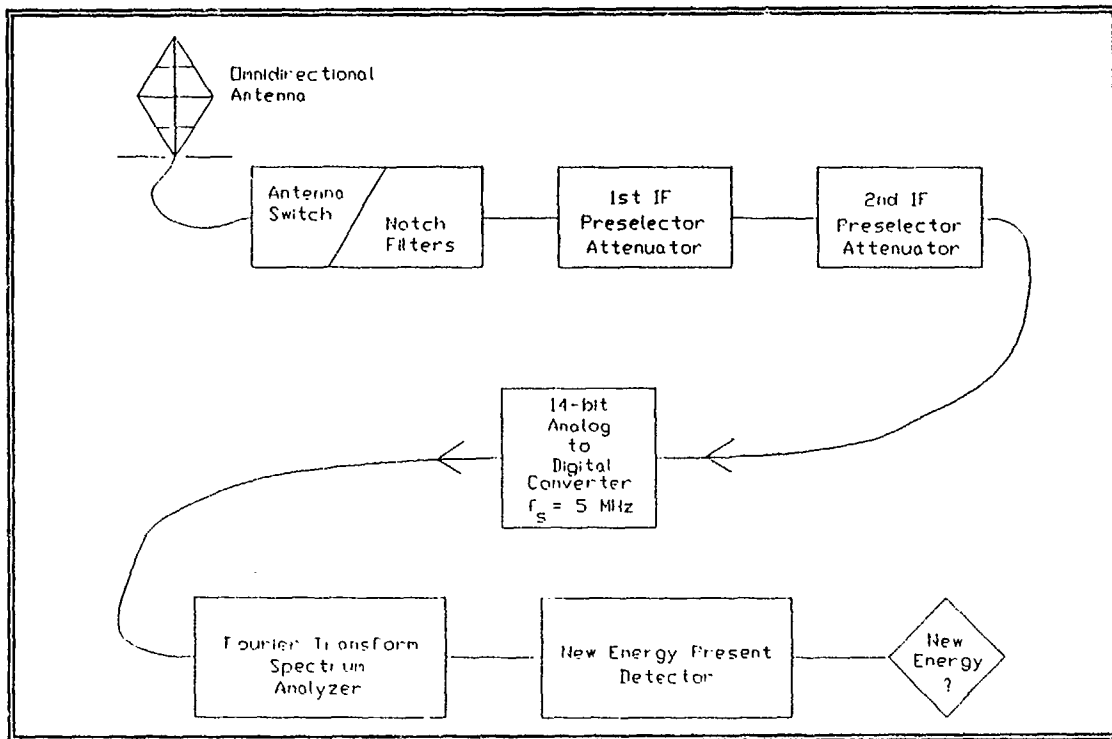 Omnidirectional
Antenna
Antenna
Switch
Notch
Filters
1st IF
Preselector
Attenuator
2nd IF
Preselector
Attenuator
14-bit
Analog
to
Digital
Converter
fs = 5 MHz
Fourier Transform
Spectrum
Analyzer
New Energy Present
Detector
New
Energy
?